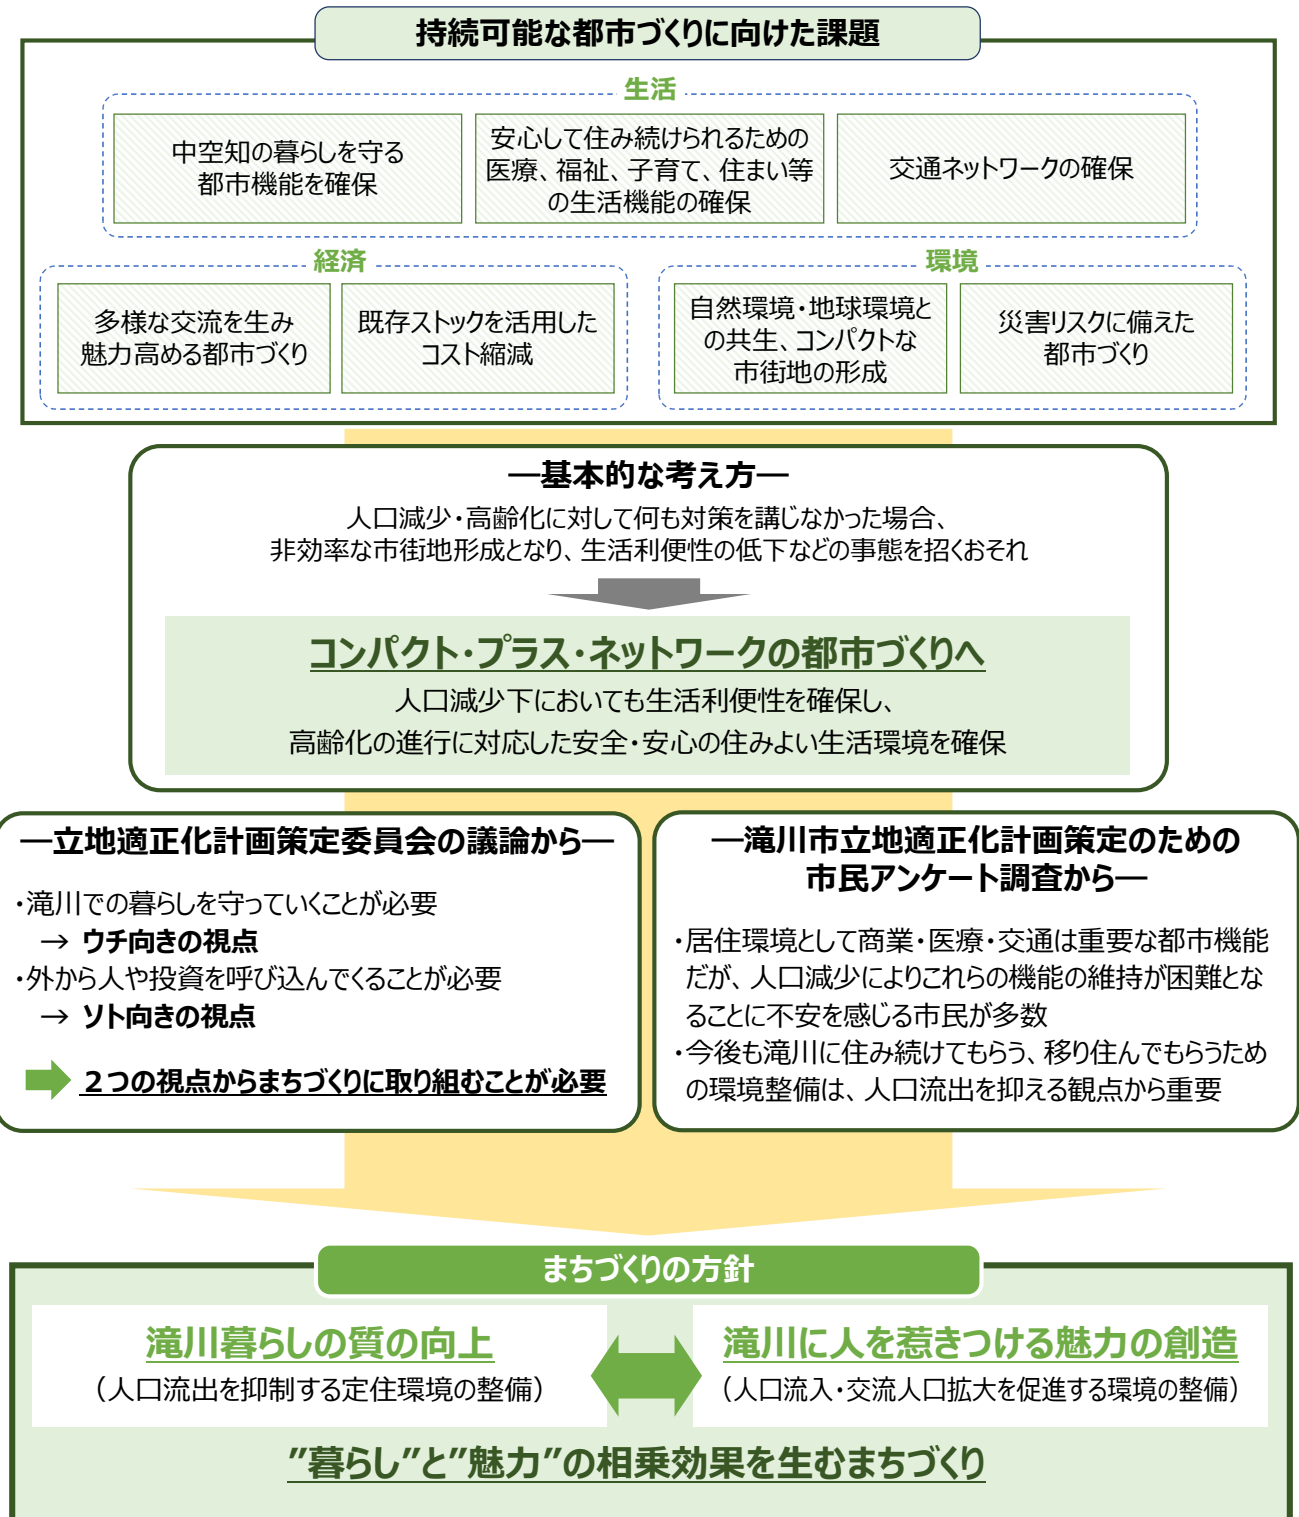 持続可能な都市づくりに向けた課題
生活
中空知の暮らしを守る
都市機能を確保
安心して住み続けられるための
医療、福祉、子育て、住まい等
の生活機能の確保
交通ネットワークの確保
経済
多様な交流を生み
魅力高める都市づくり
既存ストックを活用した
コスト縮減
環境
自然環境・地球環境と
の共生、コンパクトな
市街地の形成
災害リスクに備えた
都市づくり
―基本的な考え方―
人口減少・高齢化に対して何も対策を講じなかった場合、
非効率な市街地形成となり、生活利便性の低下などの事態を招くおそれ
コンパクト・プラス・ネットワークの都市づくりへ
人口減少下においても生活利便性を確保し、
高齢化の進行に対応した安全・安心の住みよい生活環境を確保
―立地適正化計画策定委員会の議論から―
・滝川での暮らしを守っていくことが必要
→ ウチ向きの視点
・外から人や投資を呼び込んでくることが必要
→ ソト向きの視点
２つの視点からまちづくりに取り組むことが必要
―滝川市立地適正化計画策定のための
市民アンケート調査から―
・居住環境として商業・医療・交通は重要な都市機能
だが、人口減少によりこれらの機能の維持が困難とな
ることに不安を感じる市民が多数
・今後も滝川に住み続けてもらう、移り住んでもらうため
の環境整備は、人口流出を抑える観点から重要
まちづくりの方針
滝川暮らしの質の向上
（人口流出を抑制する定住環境の整備）
滝川に人を惹きつける魅力の創造
（人口流入・交流人口拡大を促進する環境の整備）
”暮らし”と”魅力”の相乗効果を生むまちづくり